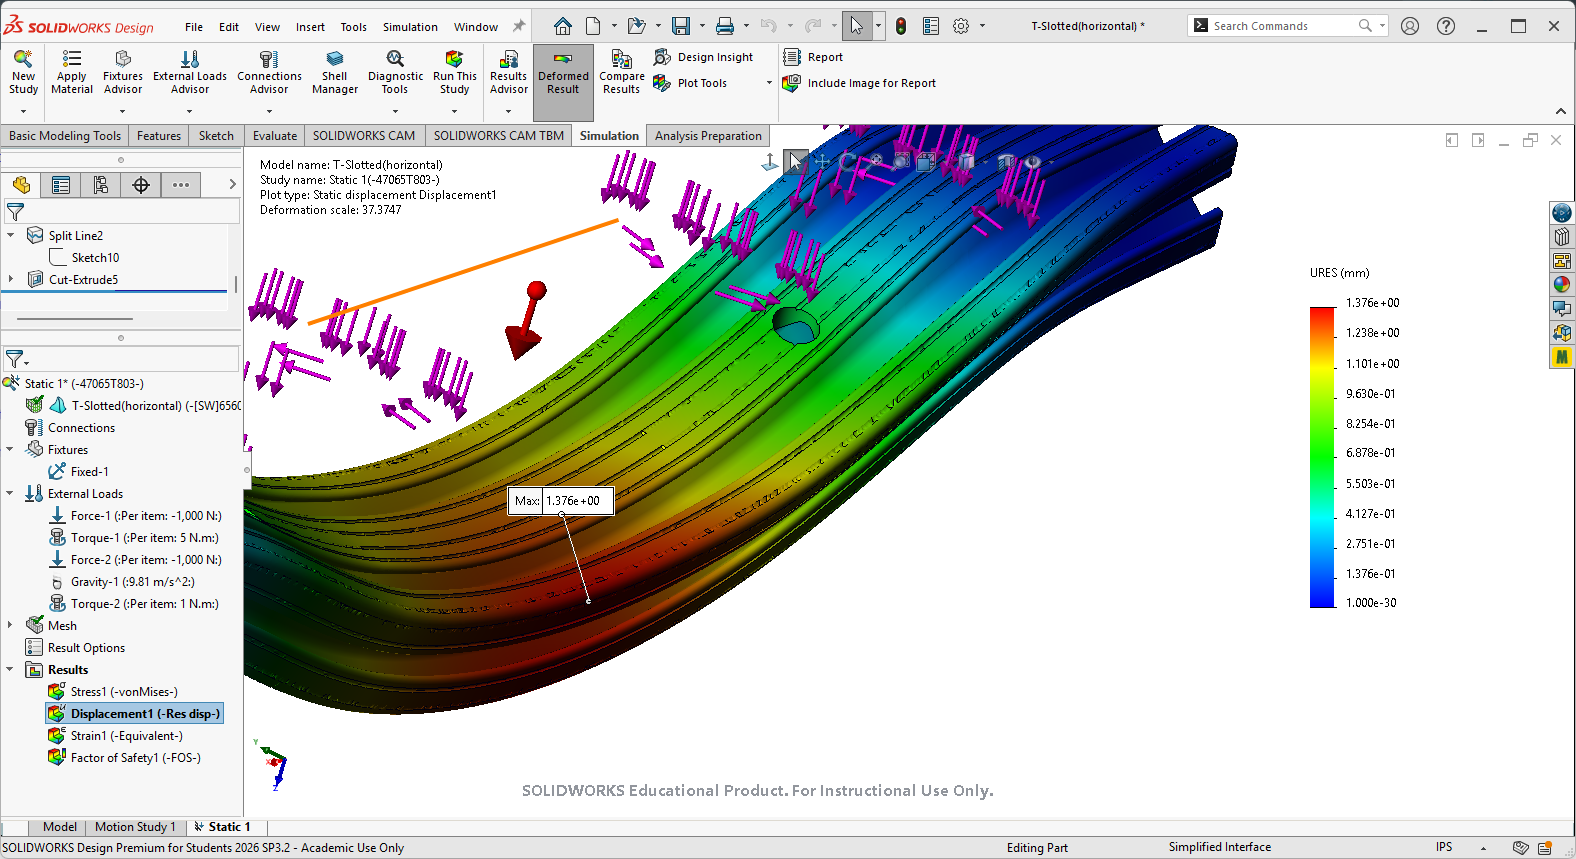 SOLIDWORKS Design File Edit View Insert Tools Simulation Window T-Slotted(horizontal) * Search Commands
New Study Apply Material Fixtures Advisor External Loads Advisor Connections Advisor Shell Manager Diagnostic Tools Run This Study Results Advisor Deformed Result Compare Results
Design Insight
Plot Tools
Report
Include Image for Report
Basic Modeling Tools Features Sketch Evaluate SOLIDWORKS CAM SOLIDWORKS CAM TBM Simulation Analysis Preparation
Split Line2
Sketch10
Cut-Extrude5
Static 1* (-47065T803-)
T-Slotted(horizontal) (-[SW]656
Connections
Fixtures
Fixed-1
External Loads
Force-1 (:Per item: -1,000 N:)
Torque-1 (:Per item: 5 N.m:)
Force-2 (:Per item: -1,000 N:)
Gravity-1 (:9.81 m/s^2:)
Torque-2 (:Per item: 1 N.m:)
Mesh
Result Options
Results
Stress1 (-vonMises-)
Displacement1 (-Res disp-)
Strain1 (-Equivalent-)
Factor of Safety1 (-FOS-)
Model name: T-Slotted(horizontal)
Study name: Static 1(-47065T803-)
Plot type: Static displacement Displacement1
Deformation scale: 37.3747
Max: 1.376e+00
URES (mm)
1.376e+00
1.238e+00
1.101e+00
9.630e-01
8.254e-01
6.878e-01
5.503e-01
4.127e-01
2.751e-01
1.376e-01
1.000e-30
M
Y
X
Z
SOLIDWORKS Educational Product. For Instructional Use Only.
Model Motion Study 1 Static 1
SOLIDWORKS Design Premium for Students 2026 SP3.2 - Academic Use Only Editing Part Simplified Interface IPS